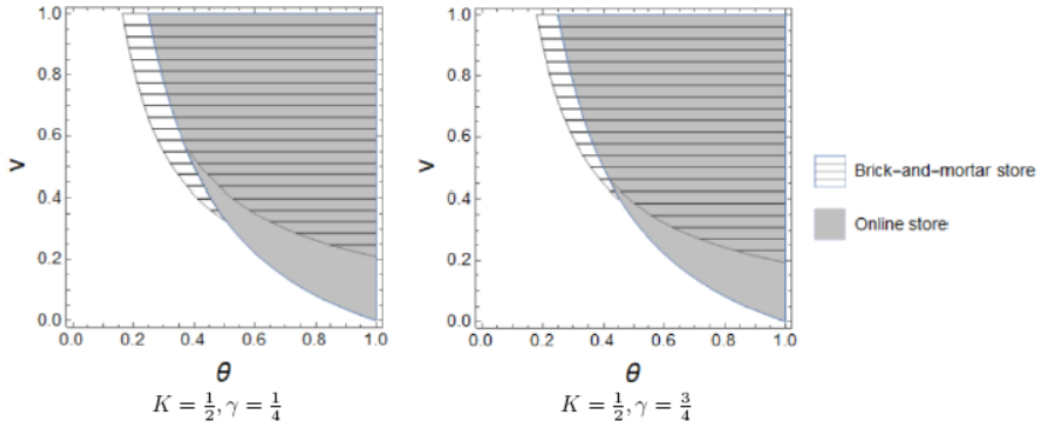 1.0
0.8
0.6
0.4
0.2
0.0
V
0.0 0.2 0.4 0.6 0.8 1.0
θ
K = 1/2, γ = 1/4
1.0
0.8
0.6
0.4
0.2
0.0
V
0.0 0.2 0.4 0.6 0.8 1.0
θ
K = 1/2, γ = 3/4
Brick-and-mortar store
Online store